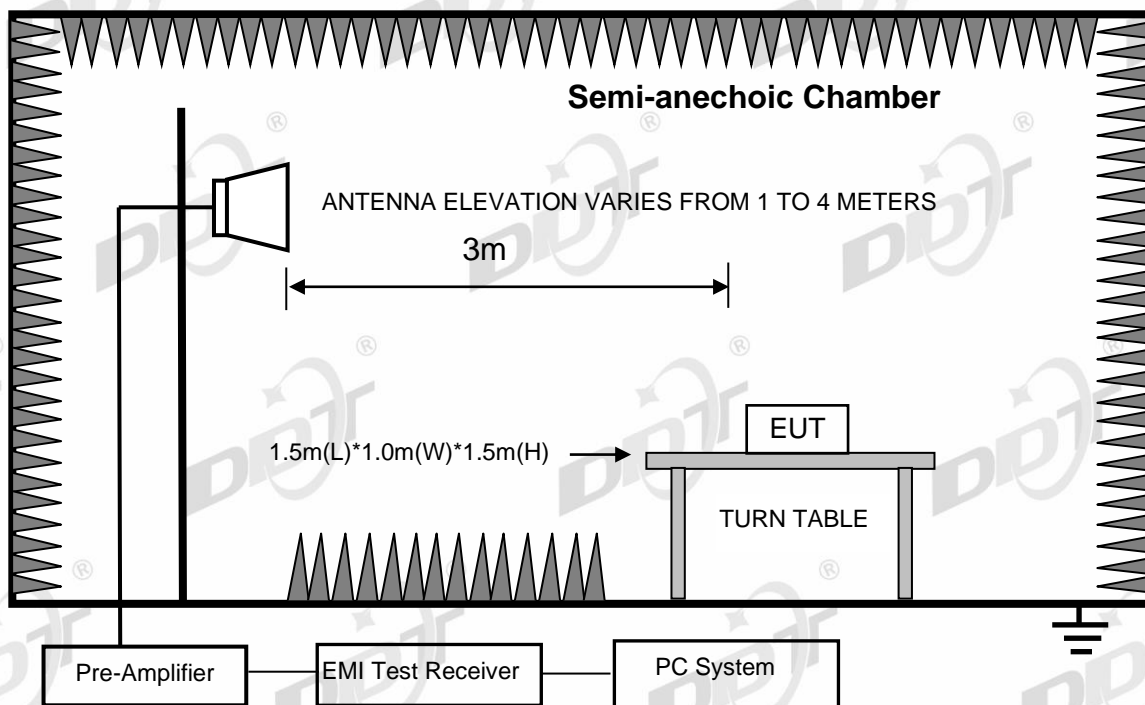 Semi-anechoic Chamber
ANTENNA ELEVATION VARIES FROM 1 TO 4 METERS
3m
1.5m(L)*1.0m(W)*1.5m(H)
EUT
TURN TABLE
Pre-Amplifier
EMI Test Receiver
PC System
DDT®